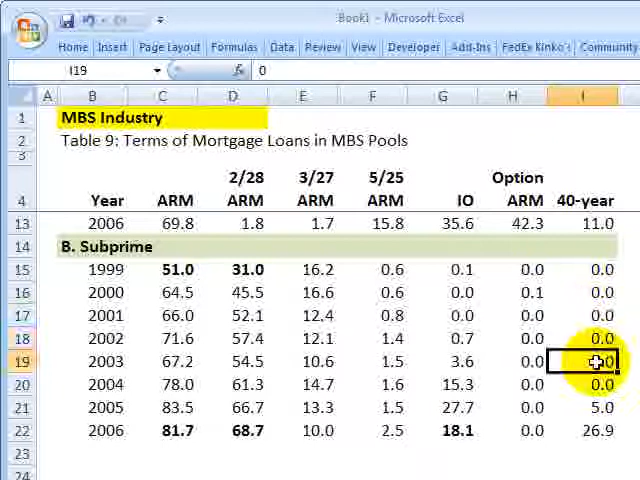 Book1 - Microsoft Excel
Home Insert Page Layout Formulas Data Review View Developer Add-Ins FedEx Kinko's Community
I19 fx 0
A B C D E F G H I
1 MBS Industry
2 Table 9: Terms of Mortgage Loans in MBS Pools
3
2/28 3/27 5/25 Option
4 Year ARM ARM ARM ARM IO ARM 40-year
13 2006 69.8 1.8 1.7 15.8 35.6 42.3 11.0
14 B. Subprime
15 1999 51.0 31.0 16.2 0.6 0.1 0.0 0.0
16 2000 64.5 45.5 16.6 0.6 0.0 0.1 0.0
17 2001 66.0 52.1 12.4 0.8 0.0 0.0 0.0
18 2002 71.6 57.4 12.1 1.4 0.7 0.0 0.0
19 2003 67.2 54.5 10.6 1.5 3.6 0.0
20 2004 78.0 61.3 14.7 1.6 15.3 0.0 0.0
21 2005 83.5 66.7 13.3 1.5 27.7 0.0 5.0
22 2006 81.7 68.7 10.0 2.5 18.1 0.0 26.9
23
24